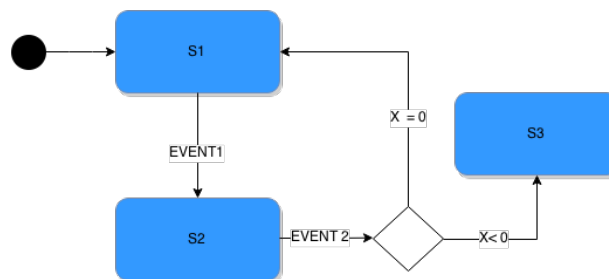 S1
X = 0
S3
EVENT1
S2
EVENT 2
X< 0